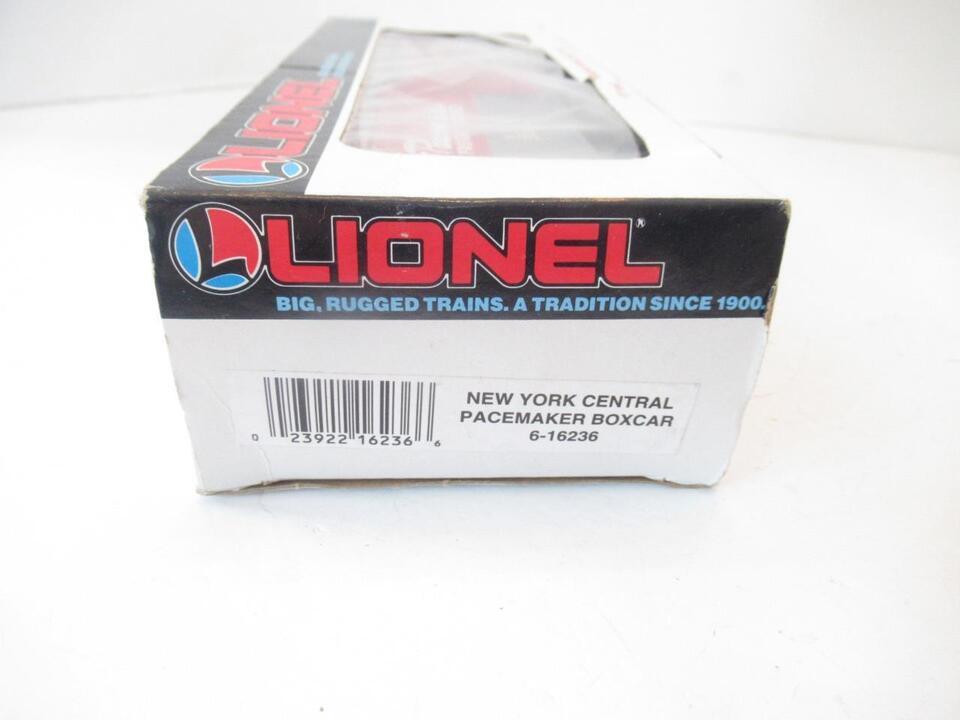 LIONEL
LIONEL®
BIG, RUGGED TRAINS. A TRADITION SINCE 1900.
NEW YORK CENTRAL
PACEMAKER BOXCAR
6-16236
0 23922 16236 6